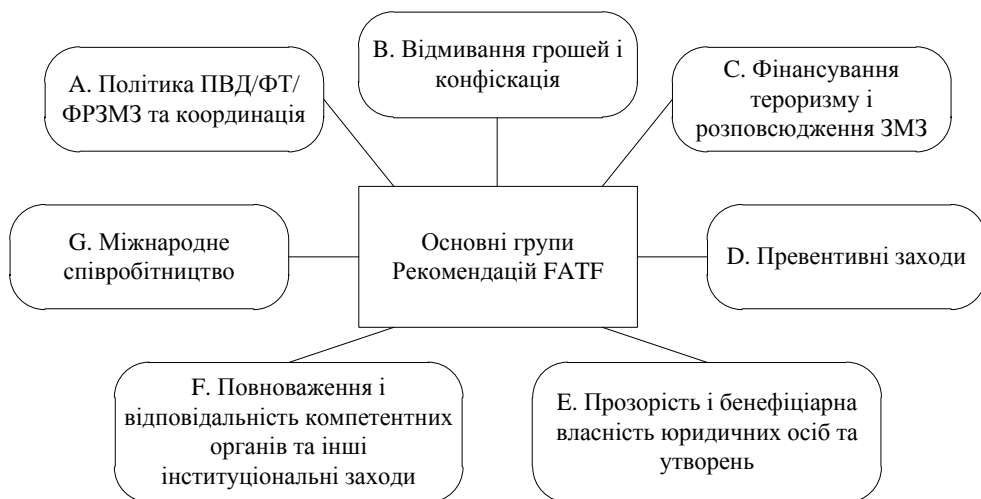 A. Політика ПВД/ФТ/
ФРЗМЗ та координація
B. Відмивання грошей і
конфіскація
C. Фінансування
тероризму і
розповсюдження ЗМЗ
G. Міжнародне
співробітництво
Основні групи
Рекомендацій FATF
D. Превентивні заходи
F. Повноваження і
відповідальність компетентних
органів та інші
інституціональні заходи
E. Прозорість і бенефіціарна
власність юридичних осіб та
утворень